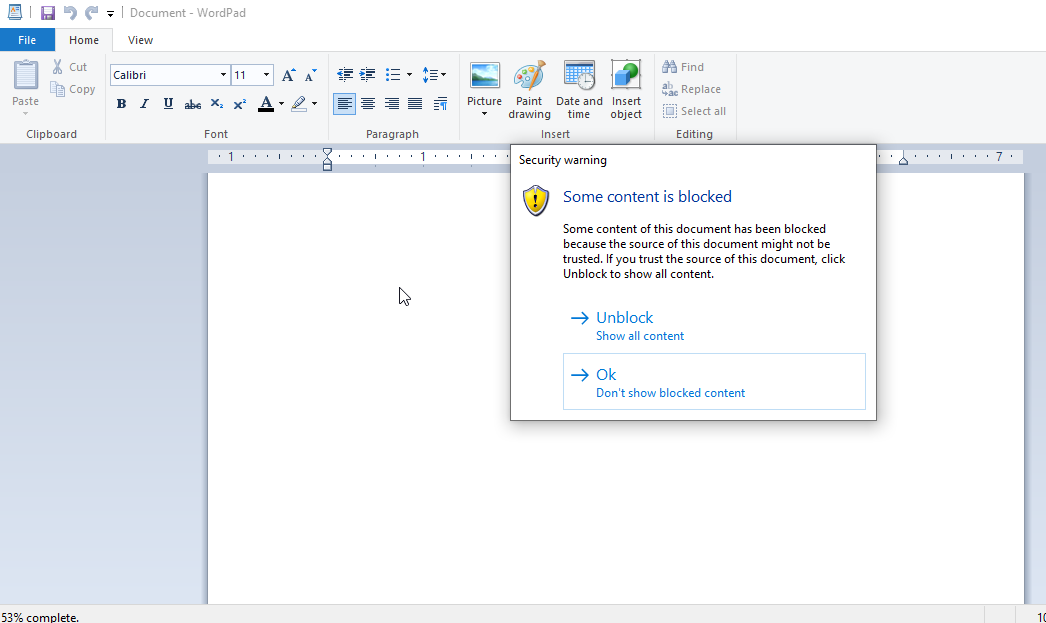 Document - WordPad
File Home View
Paste
Cut
Copy
Clipboard
Calibri 11 A A
B I U abc X₂ x² A
Font
Paragraph
Picture
Paint drawing
Date and time
Insert object
Insert
Find
Replace
Select all
Editing
1 1 7
Security warning
Some content is blocked
Some content of this document has been blocked
because the source of this document might not be
trusted. If you trust the source of this document, click
Unblock to show all content.
Unblock
Show all content
Ok
Don't show blocked content
53% complete.
10